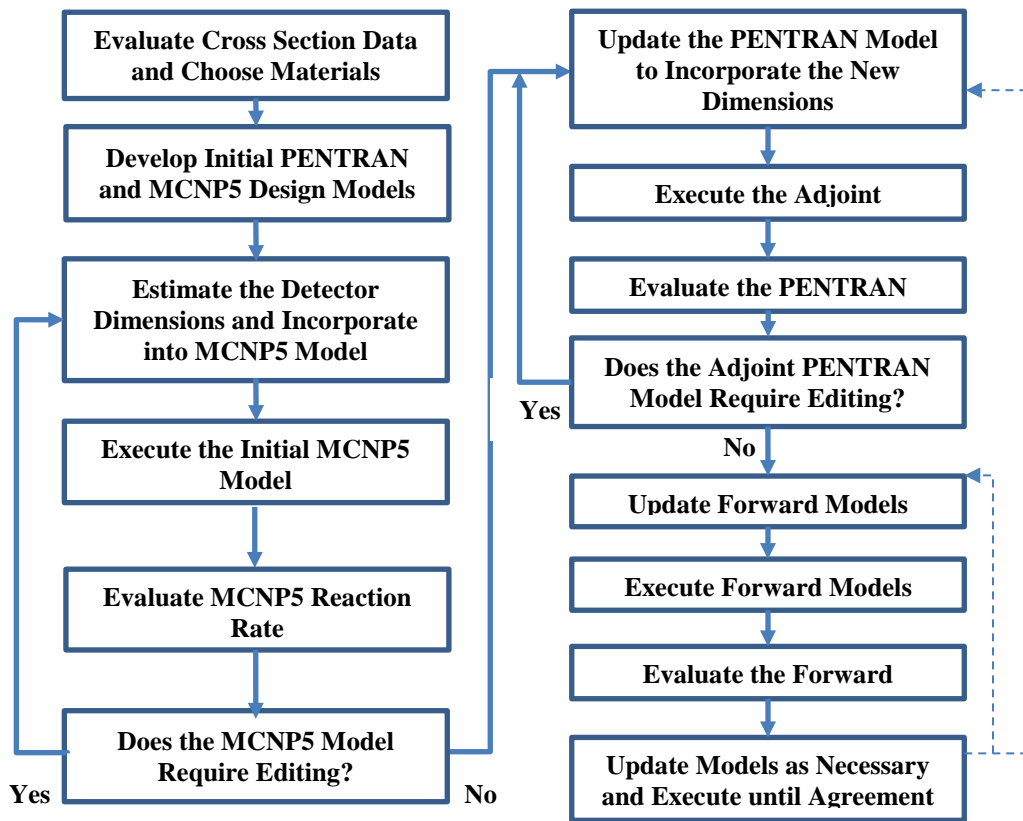 Evaluate Cross Section Data
and Choose Materials
Develop Initial PENTRAN
and MCNP5 Design Models
Estimate the Detector
Dimensions and Incorporate
into MCNP5 Model
Execute the Initial MCNP5
Model
Evaluate MCNP5 Reaction
Rate
Does the MCNP5 Model
Require Editing?
Yes
No
Update the PENTRAN Model
to Incorporate the New
Dimensions
Execute the Adjoint
Evaluate the PENTRAN
Does the Adjoint PENTRAN
Model Require Editing?
Yes
No
Update Forward Models
Execute Forward Models
Evaluate the Forward
Update Models as Necessary
and Execute until Agreement